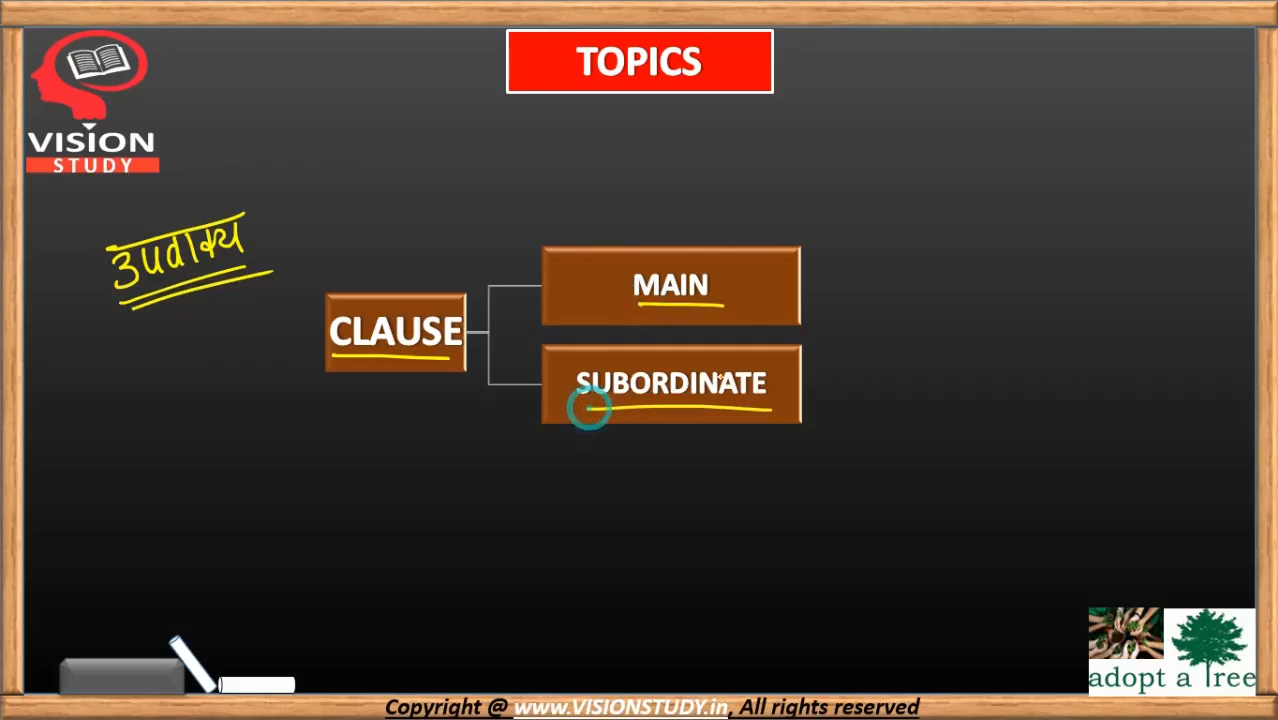 TOPICS
VISION
STUDY
उपवाक्य
MAIN
CLAUSE
SUBORDINATE
adopt a Tree
Copyright @ www.VISIONSTUDY.in, All rights reserved